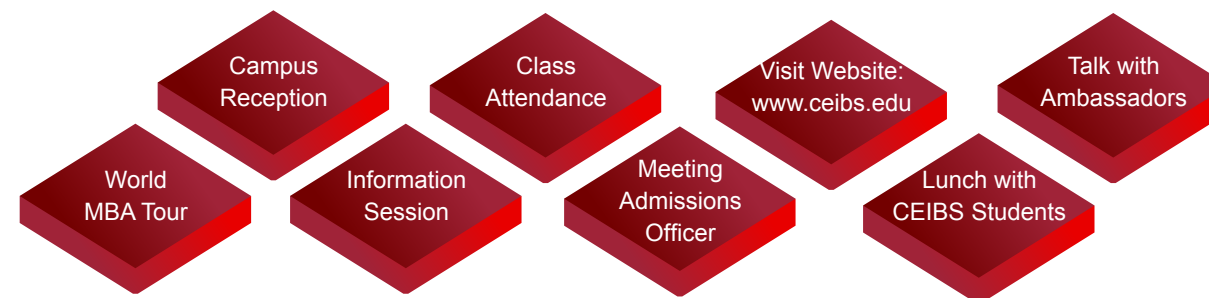 Campus
Reception
Class
Attendance
Visit Website:
www.ceibs.edu
Talk with
Ambassadors
World
MBA Tour
Information
Session
Meeting
Admissions
Officer
Lunch with
CEIBS Students